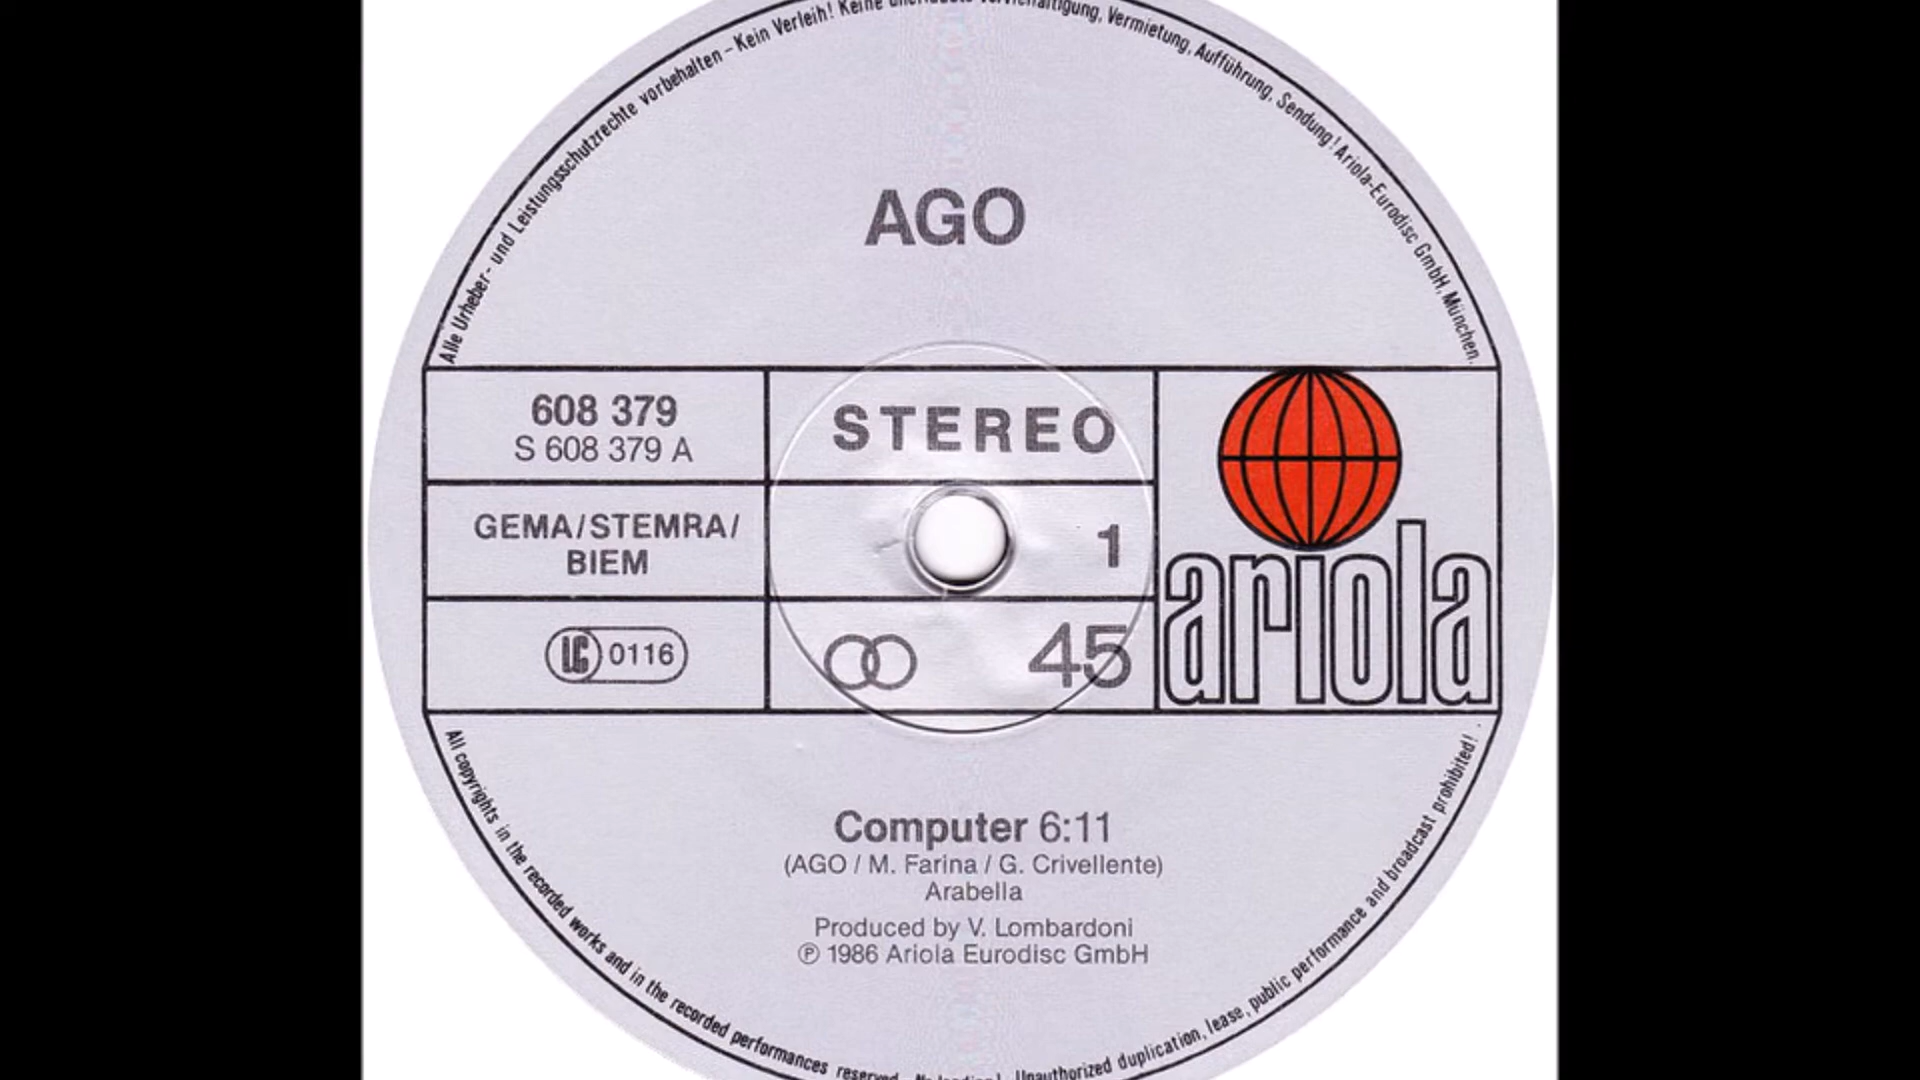 Alle Urheber- und Leistungsschutzrechte vorbehalten – Kein Verleih! Keine unerlaubte Vervielfältigung, Vermietung, Aufführung, Sendung! Ariola-Eurodisc GmbH, München.
AGO
608 379
S 608 379 A
STEREO
GEMA/STEMRA/
BIEM
1
LC 0116
45
ariola
Computer 6:11
(AGO / M. Farina / G. Crivellente)
Arabella
Produced by V. Lombardoni
℗ 1986 Ariola Eurodisc GmbH
All copyrights in the recorded works and in the recorded performances reserved. Unauthorized duplication, lease, public performance and broadcast prohibited!